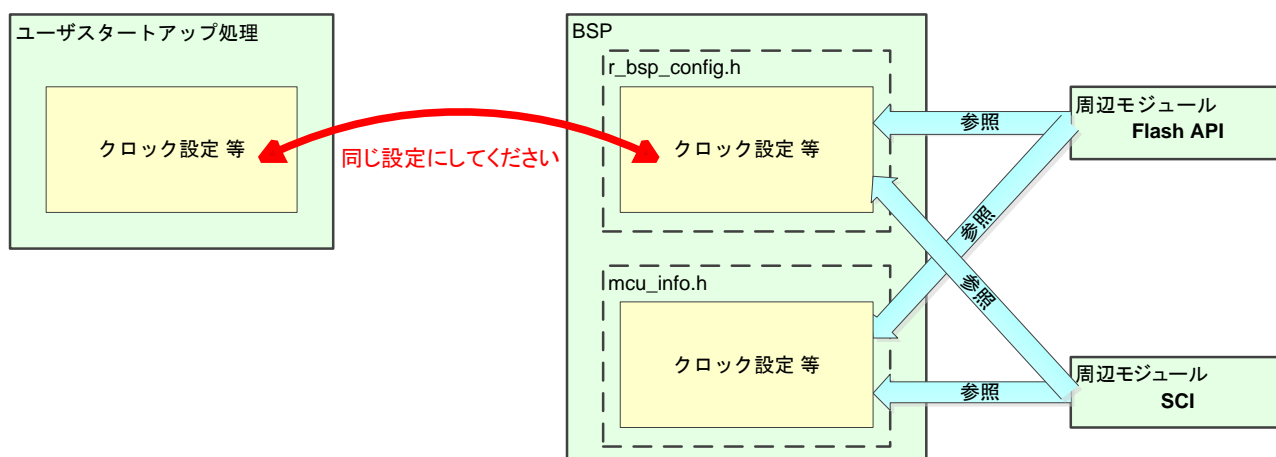 ユーザスタートアップ処理
クロック設定 等
同じ設定にしてください
BSP
r_bsp_config.h
クロック設定 等
mcu_info.h
クロック設定 等
参照
参照
参照
参照
周辺モジュール
Flash API
周辺モジュール
SCI